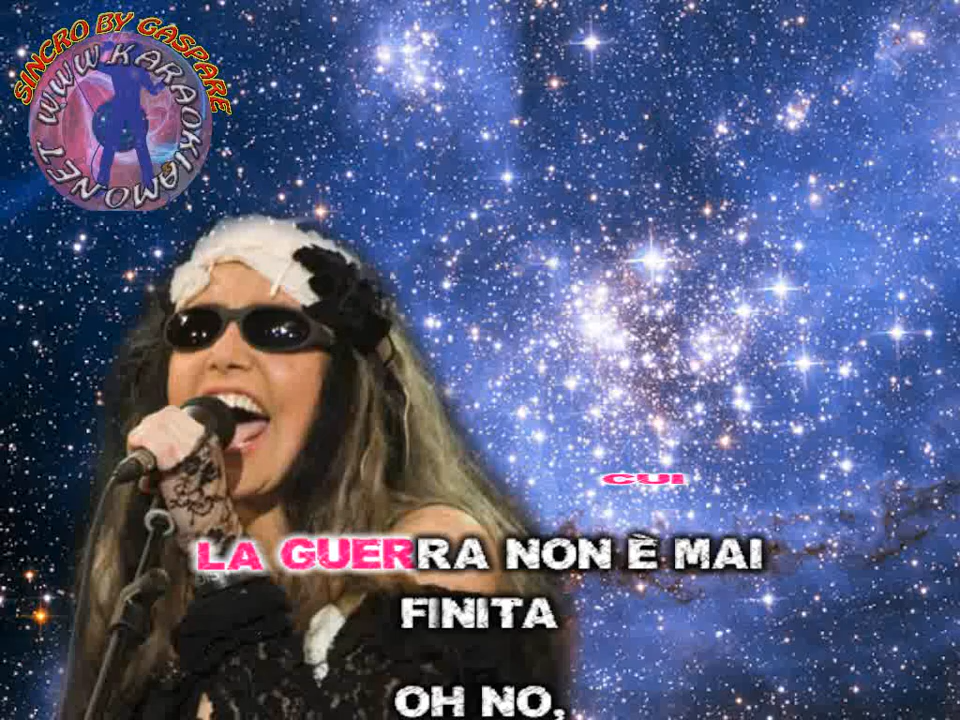 SINCRO BY GASPARE
WWW KARAOKIAMO NET
CUI
LA GUERRA NON È MAI
FINITA
OH NO,